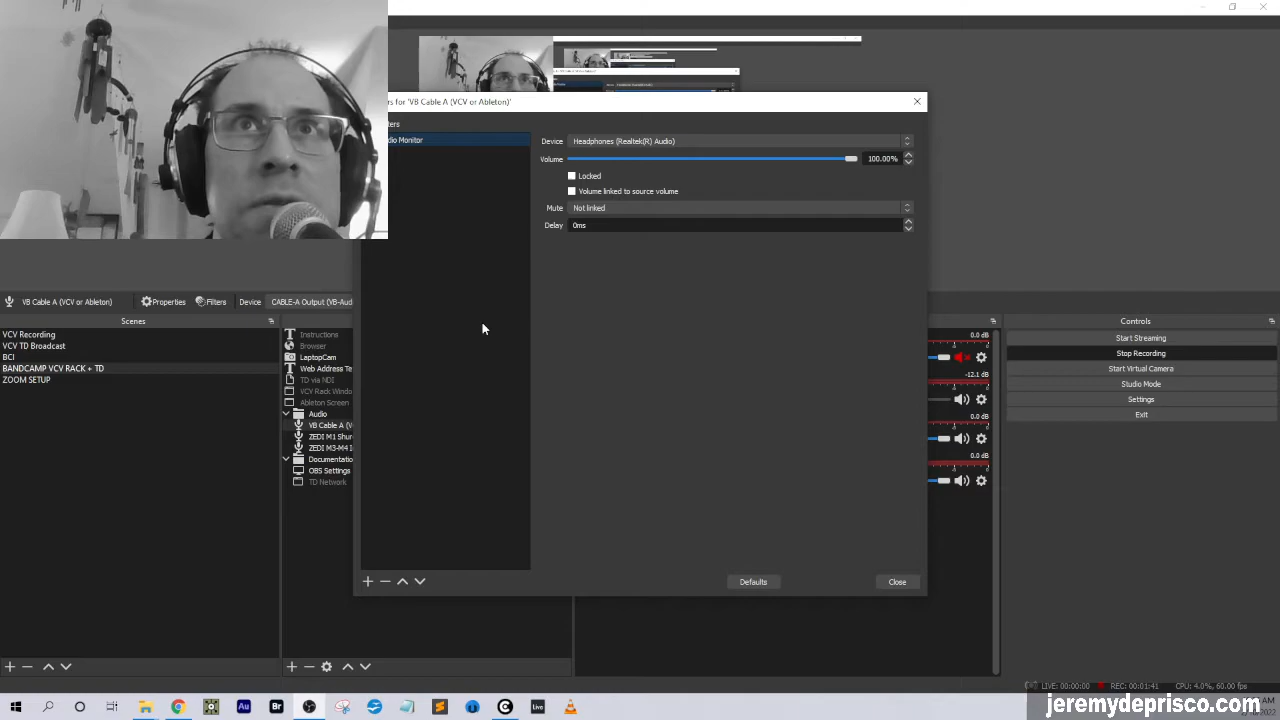 rs for 'VB Cable A (VCV or Ableton)'
ters
dio Monitor
Device Headphones (Realtek(R) Audio)
Volume 100.00%
Locked
Volume linked to source volume
Mute Not linked
Delay 0ms
VB Cable A (VCV or Ableton) Properties Filters Device CABLE-A Output (VB-Aud
Scenes
VCV Recording
VCV TD Broadcast
BCI
BANDCAMP VCV RACK + TD
ZOOM SETUP
Instructions
Browser
LaptopCam
Web Address Te
TD via NDI
VCV Rack Windo
Ableton Screen
Audio
VB Cable A (V
ZEDI M1 Shur
ZEDI M3-M4 I
Documentatio
OBS Settings
TD Network
Defaults Close
0.0 dB
-12.1 dB
0.0 dB
0.0 dB
Controls
Start Streaming
Stop Recording
Start Virtual Camera
Studio Mode
Settings
Exit
LIVE: 00:00:00 REC: 00:01:41 CPU: 4.0%, 60.00 fps
Au Br Live
jeremydeprisco.com